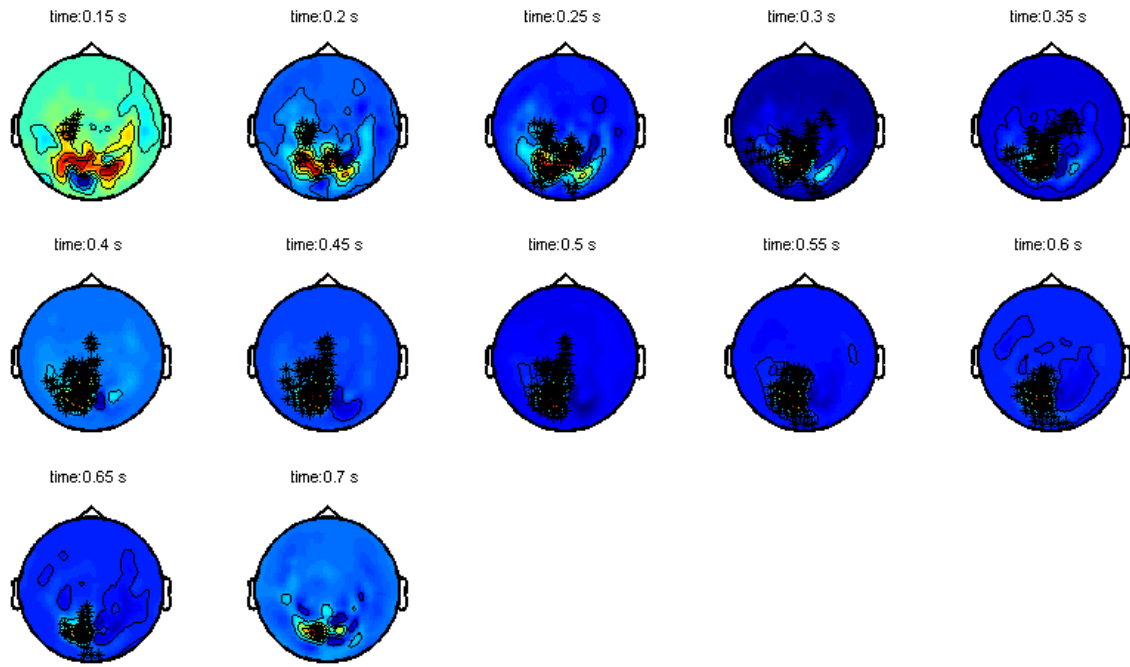 time:0.15 s
time:0.2 s
time:0.25 s
time:0.3 s
time:0.35 s
time:0.4 s
time:0.45 s
time:0.5 s
time:0.55 s
time:0.6 s
time:0.65 s
time:0.7 s